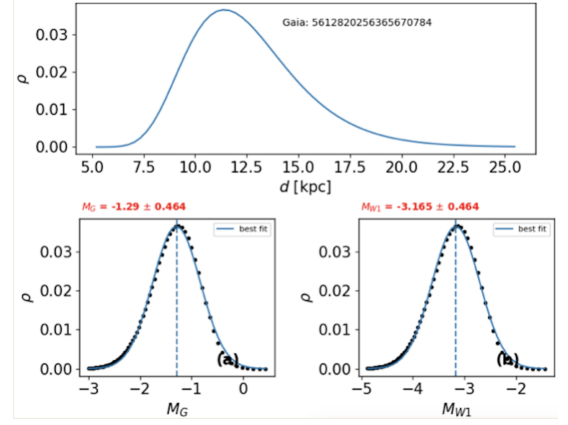 Gaia: 5612820256365670784
0.03
0.02
0.01
0.00
ρ
5.0 7.5 10.0 12.5 15.0 17.5 20.0 22.5 25.0
d [kpc]
M_G = -1.29 ± 0.464
best fit
0.03
0.02
0.01
0.00
ρ
(a)
−3 −2 −1 0
M_G
M_W1 = -3.165 ± 0.464
best fit
0.03
0.02
0.01
0.00
ρ
(b)
−5 −4 −3 −2
M_W1